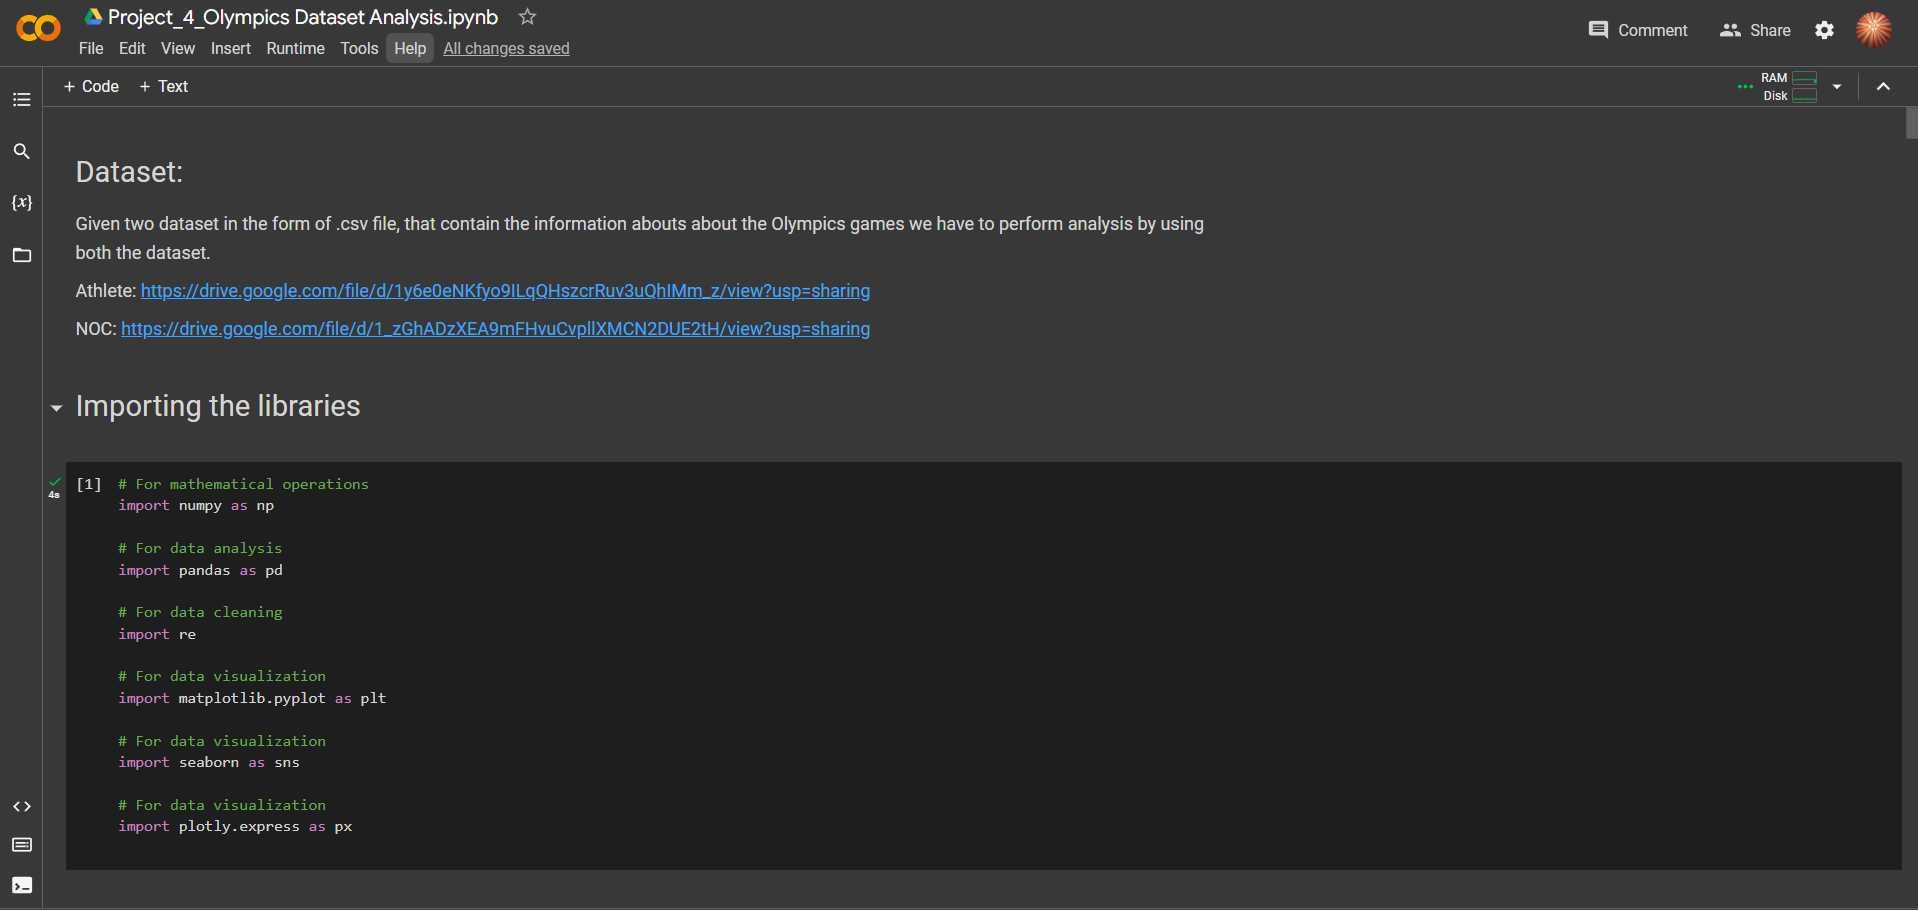 Project_4_Olympics Dataset Analysis.ipynb
File Edit View Insert Runtime Tools Help All changes saved
Comment Share
+ Code + Text
RAM
Disk
{x}
Dataset:
Given two dataset in the form of .csv file, that contain the information abouts about the Olympics games we have to perform analysis by using
both the dataset.
Athlete: https://drive.google.com/file/d/1y6e0eNKfyo9ILqQHszcrRuv3uQhIMm_z/view?usp=sharing
NOC: https://drive.google.com/file/d/1_zGhADzXEA9mFHvuCvpllXMCN2DUE2tH/view?usp=sharing
Importing the libraries
4s
[1] # For mathematical operations
import numpy as np
# For data analysis
import pandas as pd
# For data cleaning
import re
# For data visualization
import matplotlib.pyplot as plt
# For data visualization
import seaborn as sns
# For data visualization
import plotly.express as px